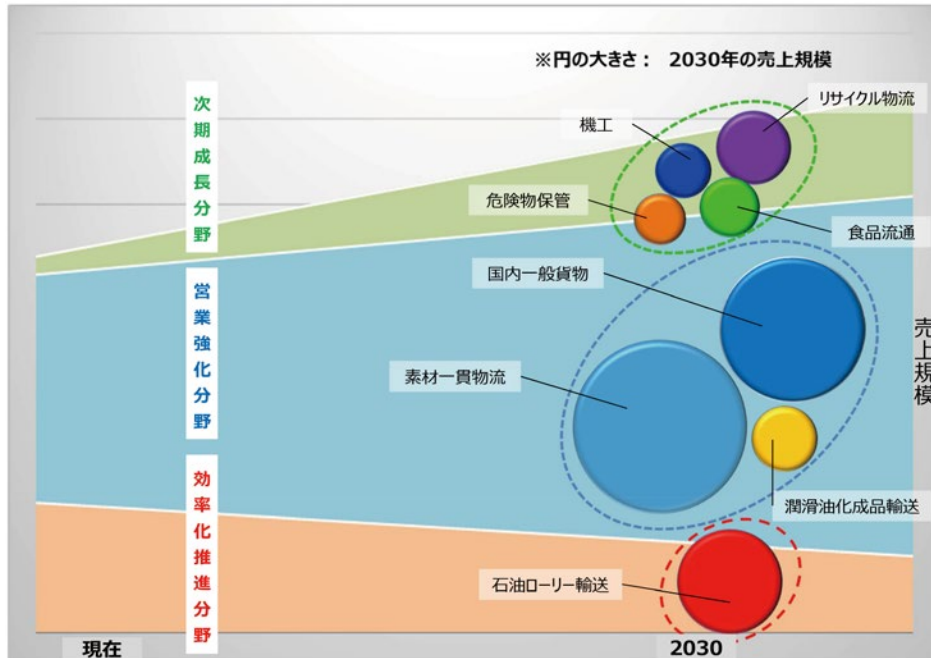 ※円の大きさ： 2030年の売上規模
リサイクル物流
機工
危険物保管
食品流通
国内一般貨物
素材一貫物流
潤滑油化成品輸送
石油ローリー輸送
次期成長分野
営業強化分野
効率化推進分野
売上規模
現在
2030